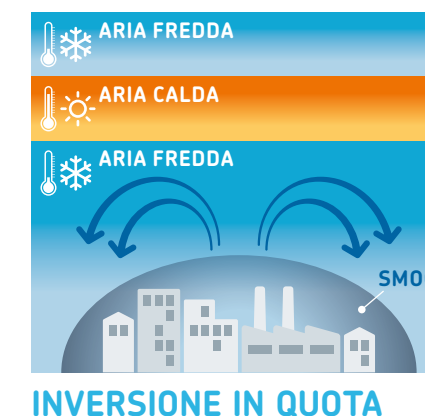 ARIA FREDDA
ARIA CALDA
ARIA FREDDA
SMO
INVERSIONE IN QUOTA